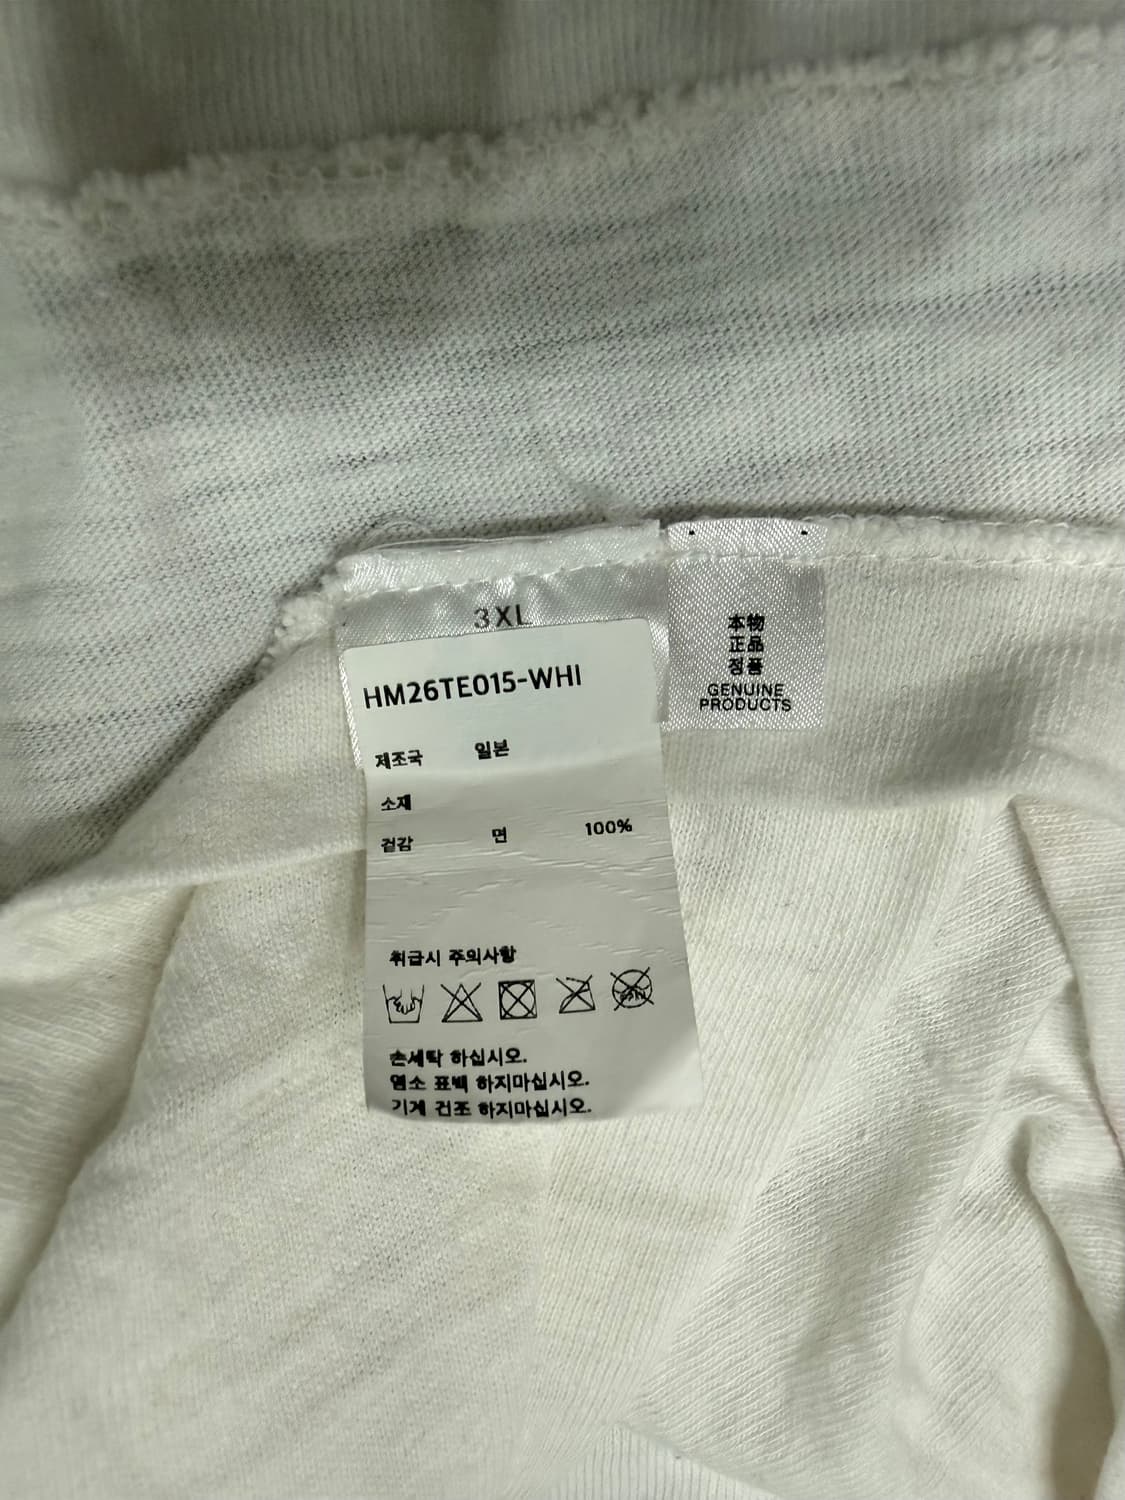 3XL
HM26TE015-WHI
제조국 일본
소재
겉감 면 100%
취급시 주의사항
손세탁 하십시오.
염소 표백 하지마십시오.
기계 건조 하지마십시오.
本物
正品
정품
GENUINE
PRODUCTS